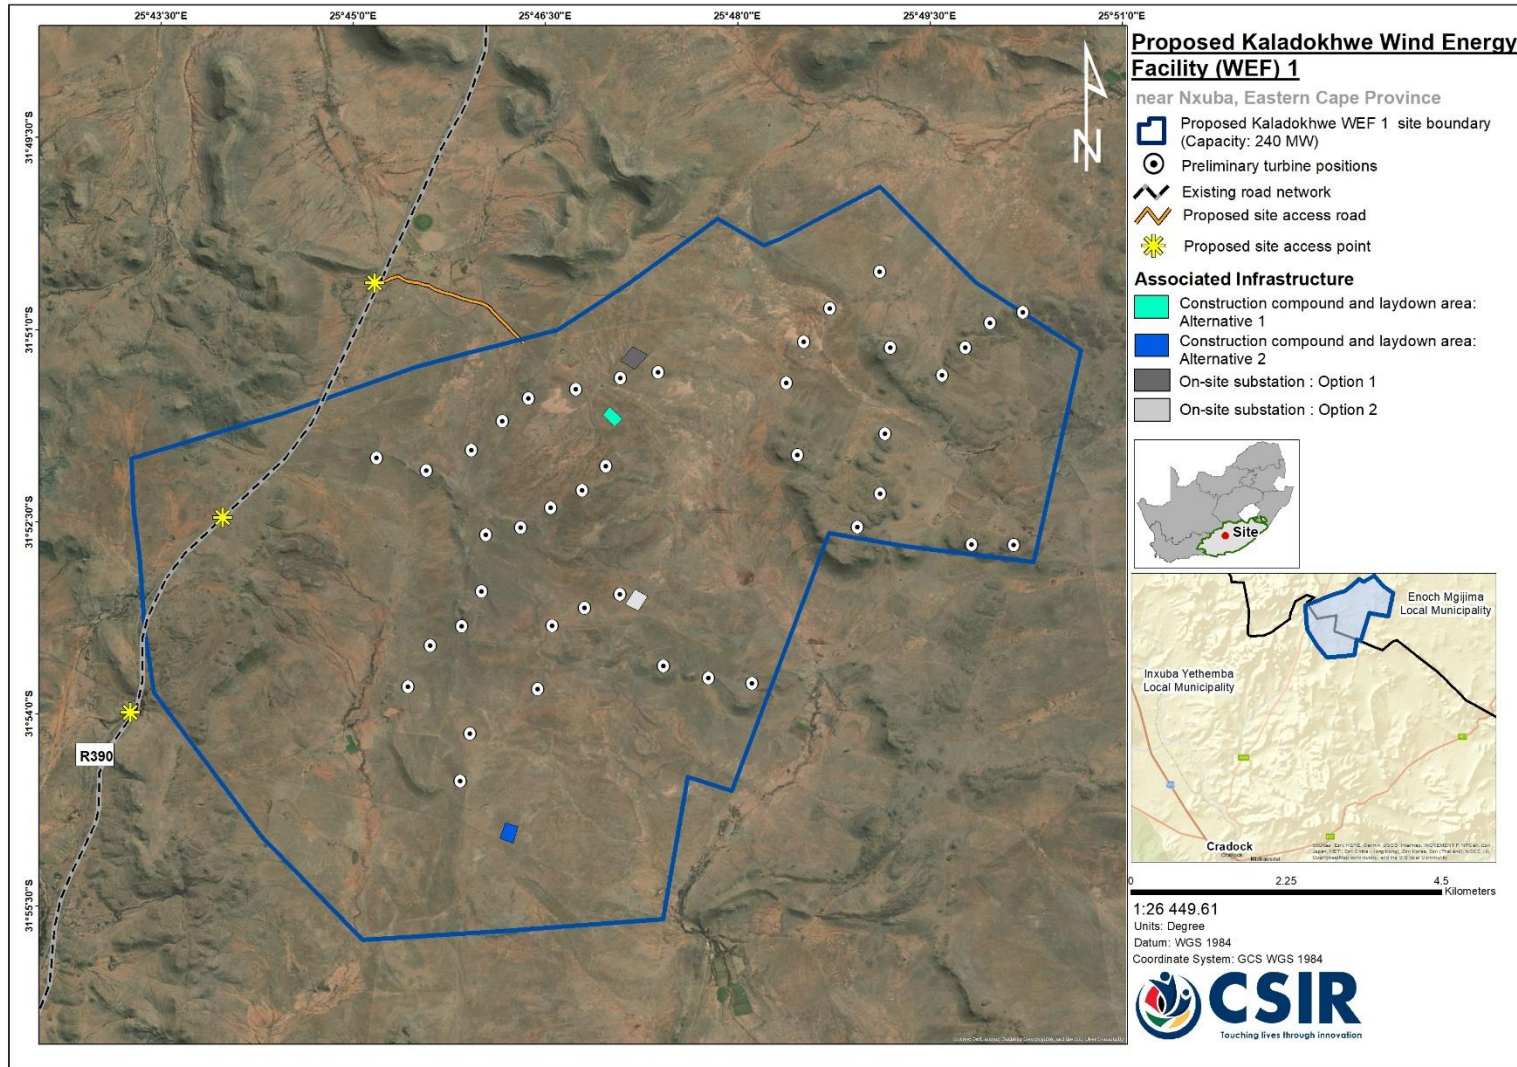 25°43'30"E
25°45'0"E
25°46'30"E
25°48'0"E
25°49'30"E
25°51'0"E
31°49'30"S
31°51'0"S
31°52'30"S
31°54'0"S
31°55'30"S
N
R390
Proposed Kaladokhwe Wind Energy
Facility (WEF) 1
near Nxuba, Eastern Cape Province
Proposed Kaladokhwe WEF 1 site boundary
(Capacity: 240 MW)
Preliminary turbine positions
Existing road network
Proposed site access road
Proposed site access point
Associated Infrastructure
Construction compound and laydown area:
Alternative 1
Construction compound and laydown area:
Alternative 2
On-site substation : Option 1
On-site substation : Option 2
Site
Enoch Mgijima
Local Municipality
Inxuba Yethemba
Local Municipality
Cradock
0 2.25 4.5
Kilometers
1:26 449.61
Units: Degree
Datum: WGS 1984
Coordinate System: GCS WGS 1984
CSIR
Touching lives through innovation